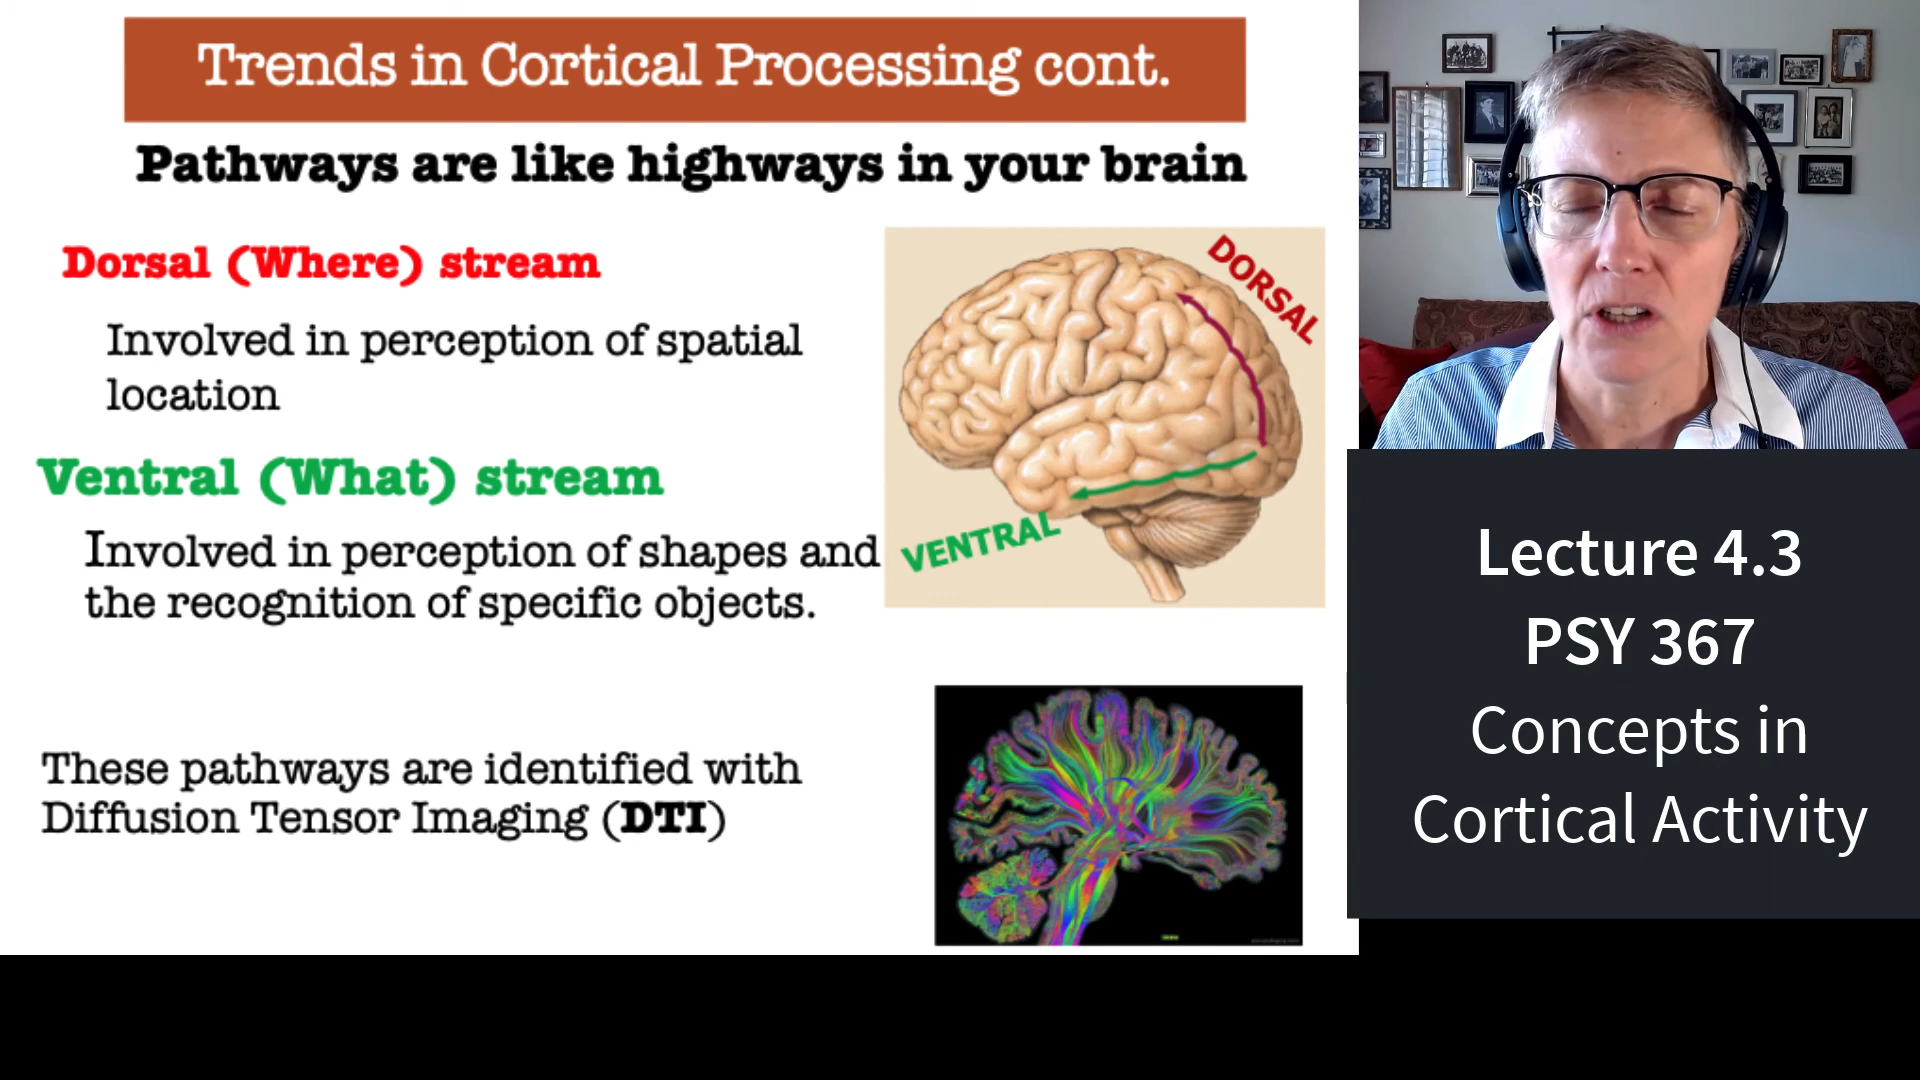 Trends in Cortical Processing cont.
Pathways are like highways in your brain
Dorsal (Where) stream
Involved in perception of spatial
location
Ventral (What) stream
Involved in perception of shapes and
the recognition of specific objects.
These pathways are identified with
Diffusion Tensor Imaging (DTI)
DORSAL
VENTRAL
Lecture 4.3
PSY 367
Concepts in
Cortical Activity